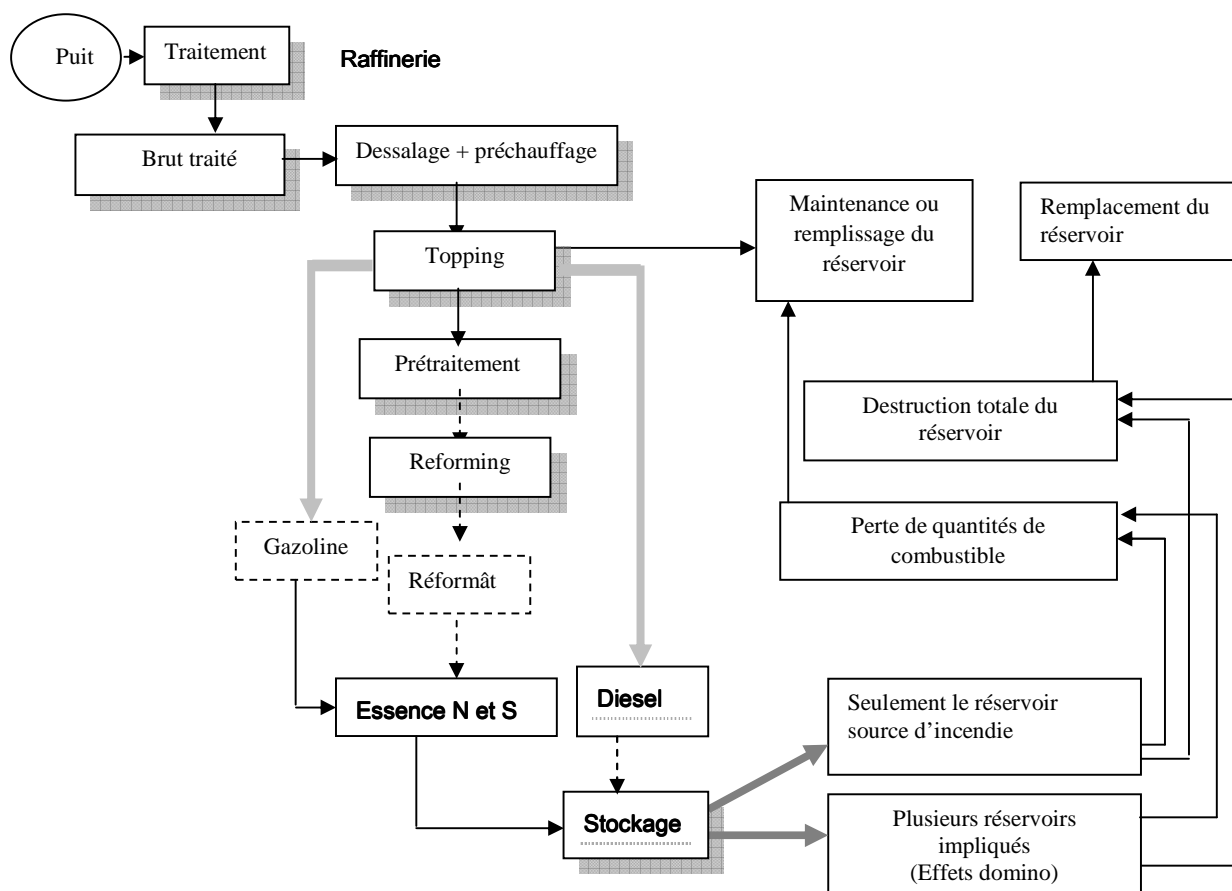 Puit
Traitement
Raffinerie
Brut traité
Dessalage + préchauffage
Maintenance ou
remplissage du
réservoir
Remplacement du
réservoir
Topping
Prétraitement
Destruction totale du
réservoir
Reforming
Perte de quantités de
combustible
Gazoline
Réformât
Essence N et S
Diesel
Seulement le réservoir
source d’incendie
Stockage
Plusieurs réservoirs
impliqués
(Effets domino)